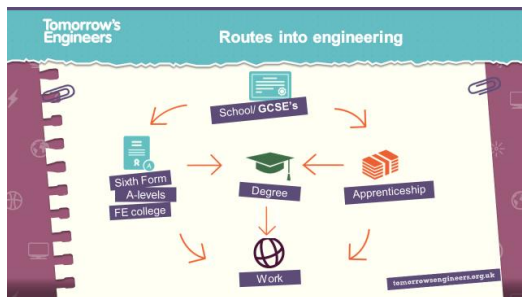 Tomorrow's
Engineers
Routes into engineering
School/ GCSE's
A
Sixth Form
A-levels
FE college
Degree
Apprenticeship
Work
tomorrowsengineers.org.uk